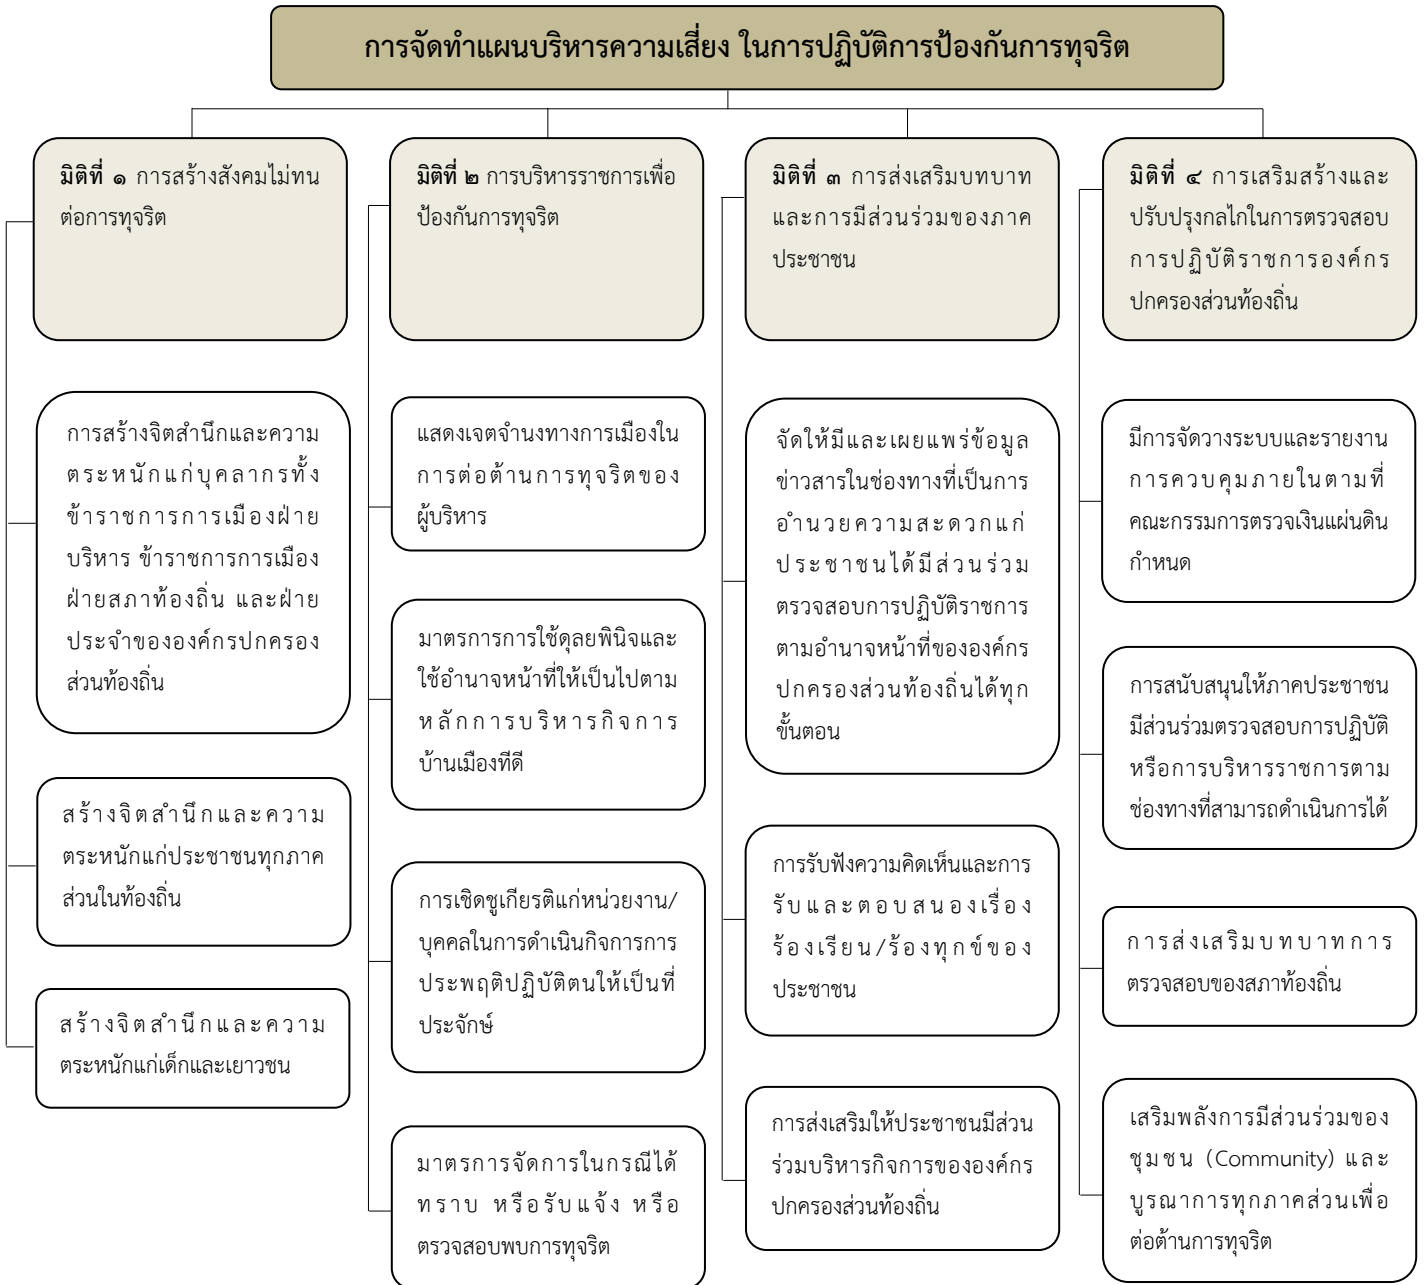 การจัดทำแผนบริหารความเสี่ยง ในการปฏิบัติการป้องกันการทุจริต
มิติที่ ๑ การสร้างสังคมไม่ทน
ต่อการทุจริต
การสร้างจิตสำนึกและความ
ตระหนักแก่บุคลากรทั้ง
ข้าราชการการเมืองฝ่าย
บริหาร ข้าราชการการเมือง
ฝ่ายสภาท้องถิ่น และฝ่าย
ประจำขององค์กรปกครอง
ส่วนท้องถิ่น
สร้างจิตสำนึกและความ
ตระหนักแก่ประชาชนทุกภาค
ส่วนในท้องถิ่น
สร้างจิตสำนึกและความ
ตระหนักแก่เด็กและเยาวชน
มิติที่ ๒ การบริหารราชการเพื่อ
ป้องกันการทุจริต
แสดงเจตจำนงทางการเมืองใน
การต่อต้านการทุจริตของ
ผู้บริหาร
มาตรการการใช้ดุลยพินิจและ
ใช้อำนาจหน้าที่ให้เป็นไปตาม
หลักการบริหารกิจการ
บ้านเมืองทีดี
การเชิดชูเกียรติแก่หน่วยงาน/
บุคคลในการดำเนินกิจการการ
ประพฤติปฏิบัติตนให้เป็นที่
ประจักษ์
มาตรการจัดการในกรณีได้
ทราบ หรือรับแจ้ง หรือ
ตรวจสอบพบการทุจริต
มิติที่ ๓ การส่งเสริมบทบาท
และการมีส่วนร่วมของภาค
ประชาชน
จัดให้มีและเผยแพร่ข้อมูล
ข่าวสารในช่องทางที่เป็นการ
อำนวยความสะดวกแก่
ประชาชนได้มีส่วนร่วม
ตรวจสอบการปฏิบัติราชการ
ตามอำนาจหน้าที่ขององค์กร
ปกครองส่วนท้องถิ่นได้ทุก
ขั้นตอน
การรับฟังความคิดเห็นและการ
รับและตอบสนองเรื่อง
ร้องเรียน/ร้องทุกข์ของ
ประชาชน
การส่งเสริมให้ประชาชนมีส่วน
ร่วมบริหารกิจการขององค์กร
ปกครองส่วนท้องถิ่น
มิติที่ ๔ การเสริมสร้างและ
ปรับปรุงกลไกในการตรวจสอบ
การปฏิบัติราชการองค์กร
ปกครองส่วนท้องถิ่น
มีการจัดวางระบบและรายงาน
การควบคุมภายในตามที่
คณะกรรมการตรวจเงินแผ่นดิน
กำหนด
การสนับสนุนให้ภาคประชาชน
มีส่วนร่วมตรวจสอบการปฏิบัติ
หรือการบริหารราชการตาม
ช่องทางที่สามารถดำเนินการได้
การส่งเสริมบทบาทการ
ตรวจสอบของสภาท้องถิ่น
เสริมพลังการมีส่วนร่วมของ
ชุมชน (Community) และ
บูรณาการทุกภาคส่วนเพื่อ
ต่อต้านการทุจริต